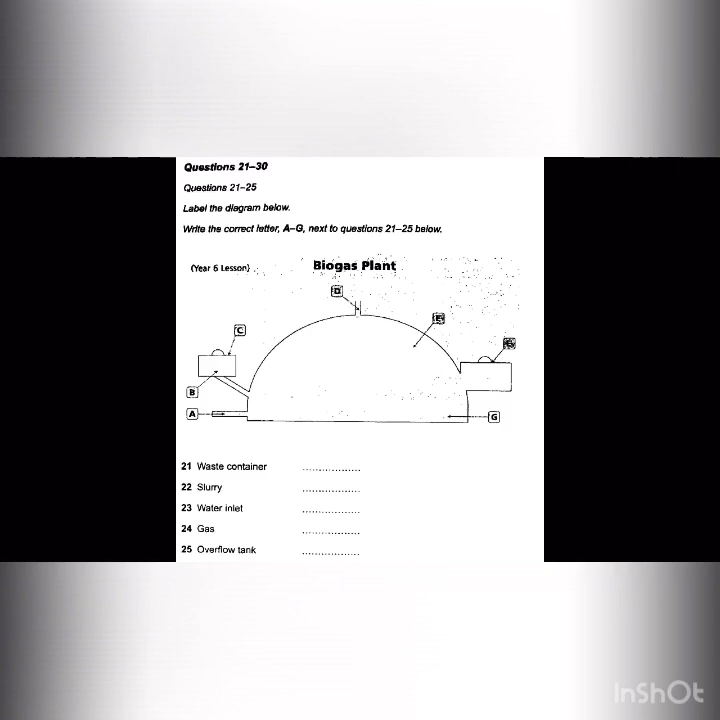 Questions 21–30
Questions 21–25
Label the diagram below.
Write the correct letter, A–G, next to questions 21–25 below.
(Year 6 Lesson)
Biogas Plant
D
E
C
B
A
G
21 Waste container ..................
22 Slurry ..................
23 Water inlet ..................
24 Gas ..................
25 Overflow tank ..................
InShOt